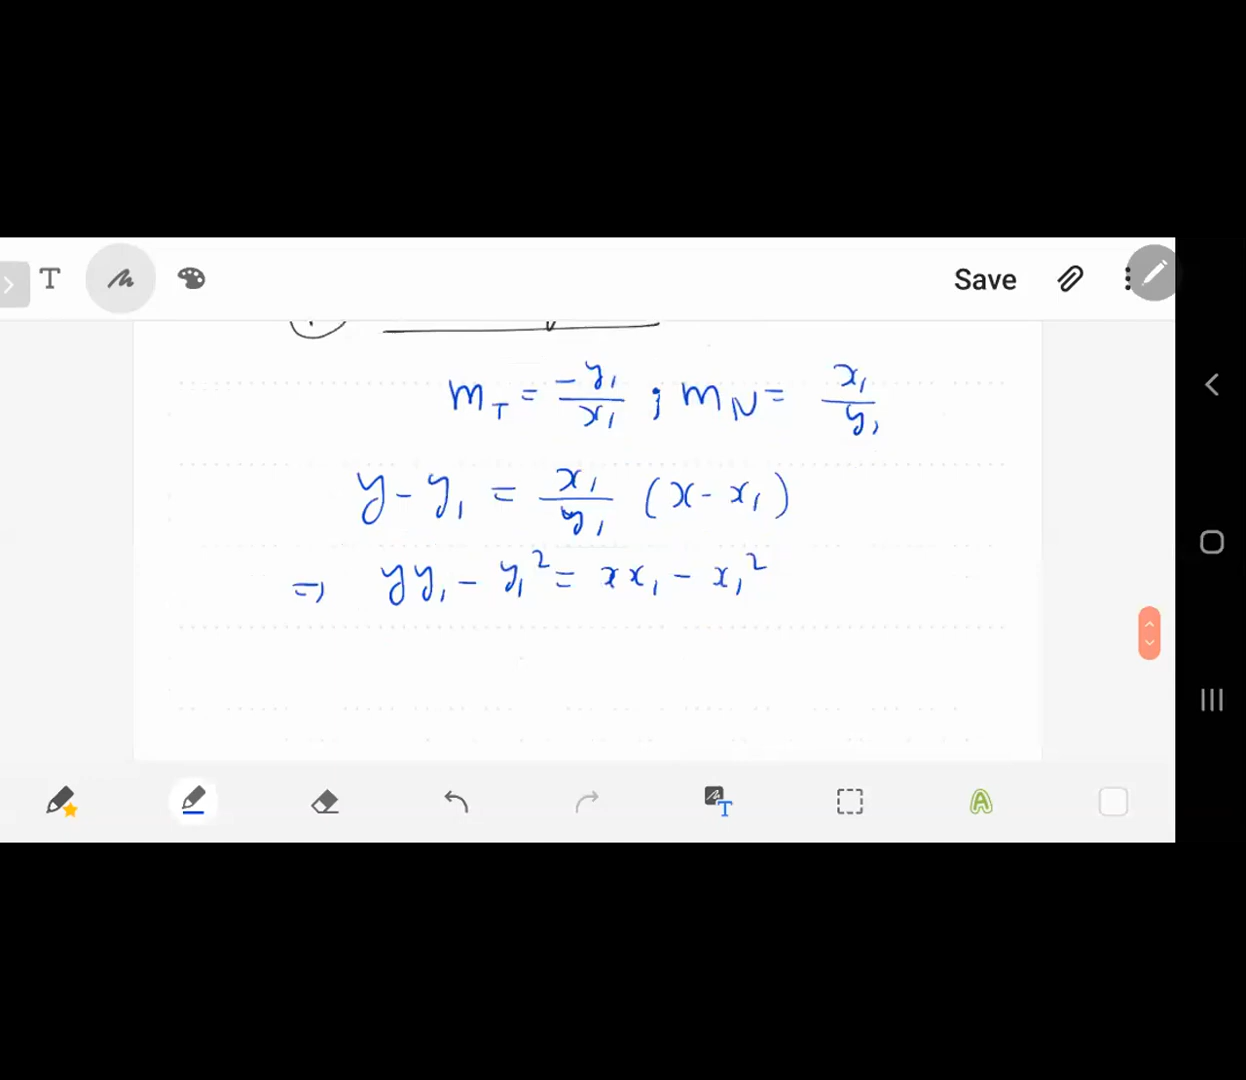 T Save
m_T = -y₁/x₁ ; m_N = x₁/y₁
y - y₁ = x₁/y₁ (x - x₁)
⇒ yy₁ - y₁² = xx₁ - x₁²
T A